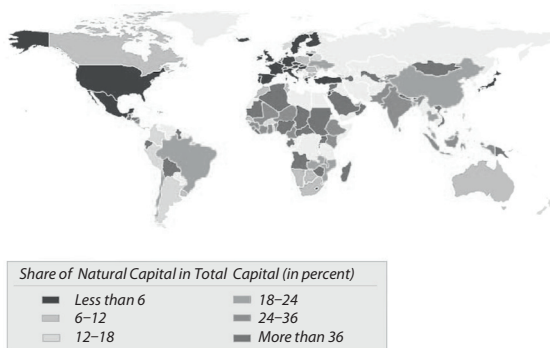 Share of Natural Capital in Total Capital (in percent)
Less than 6
6–12
12–18
18–24
24–36
More than 36